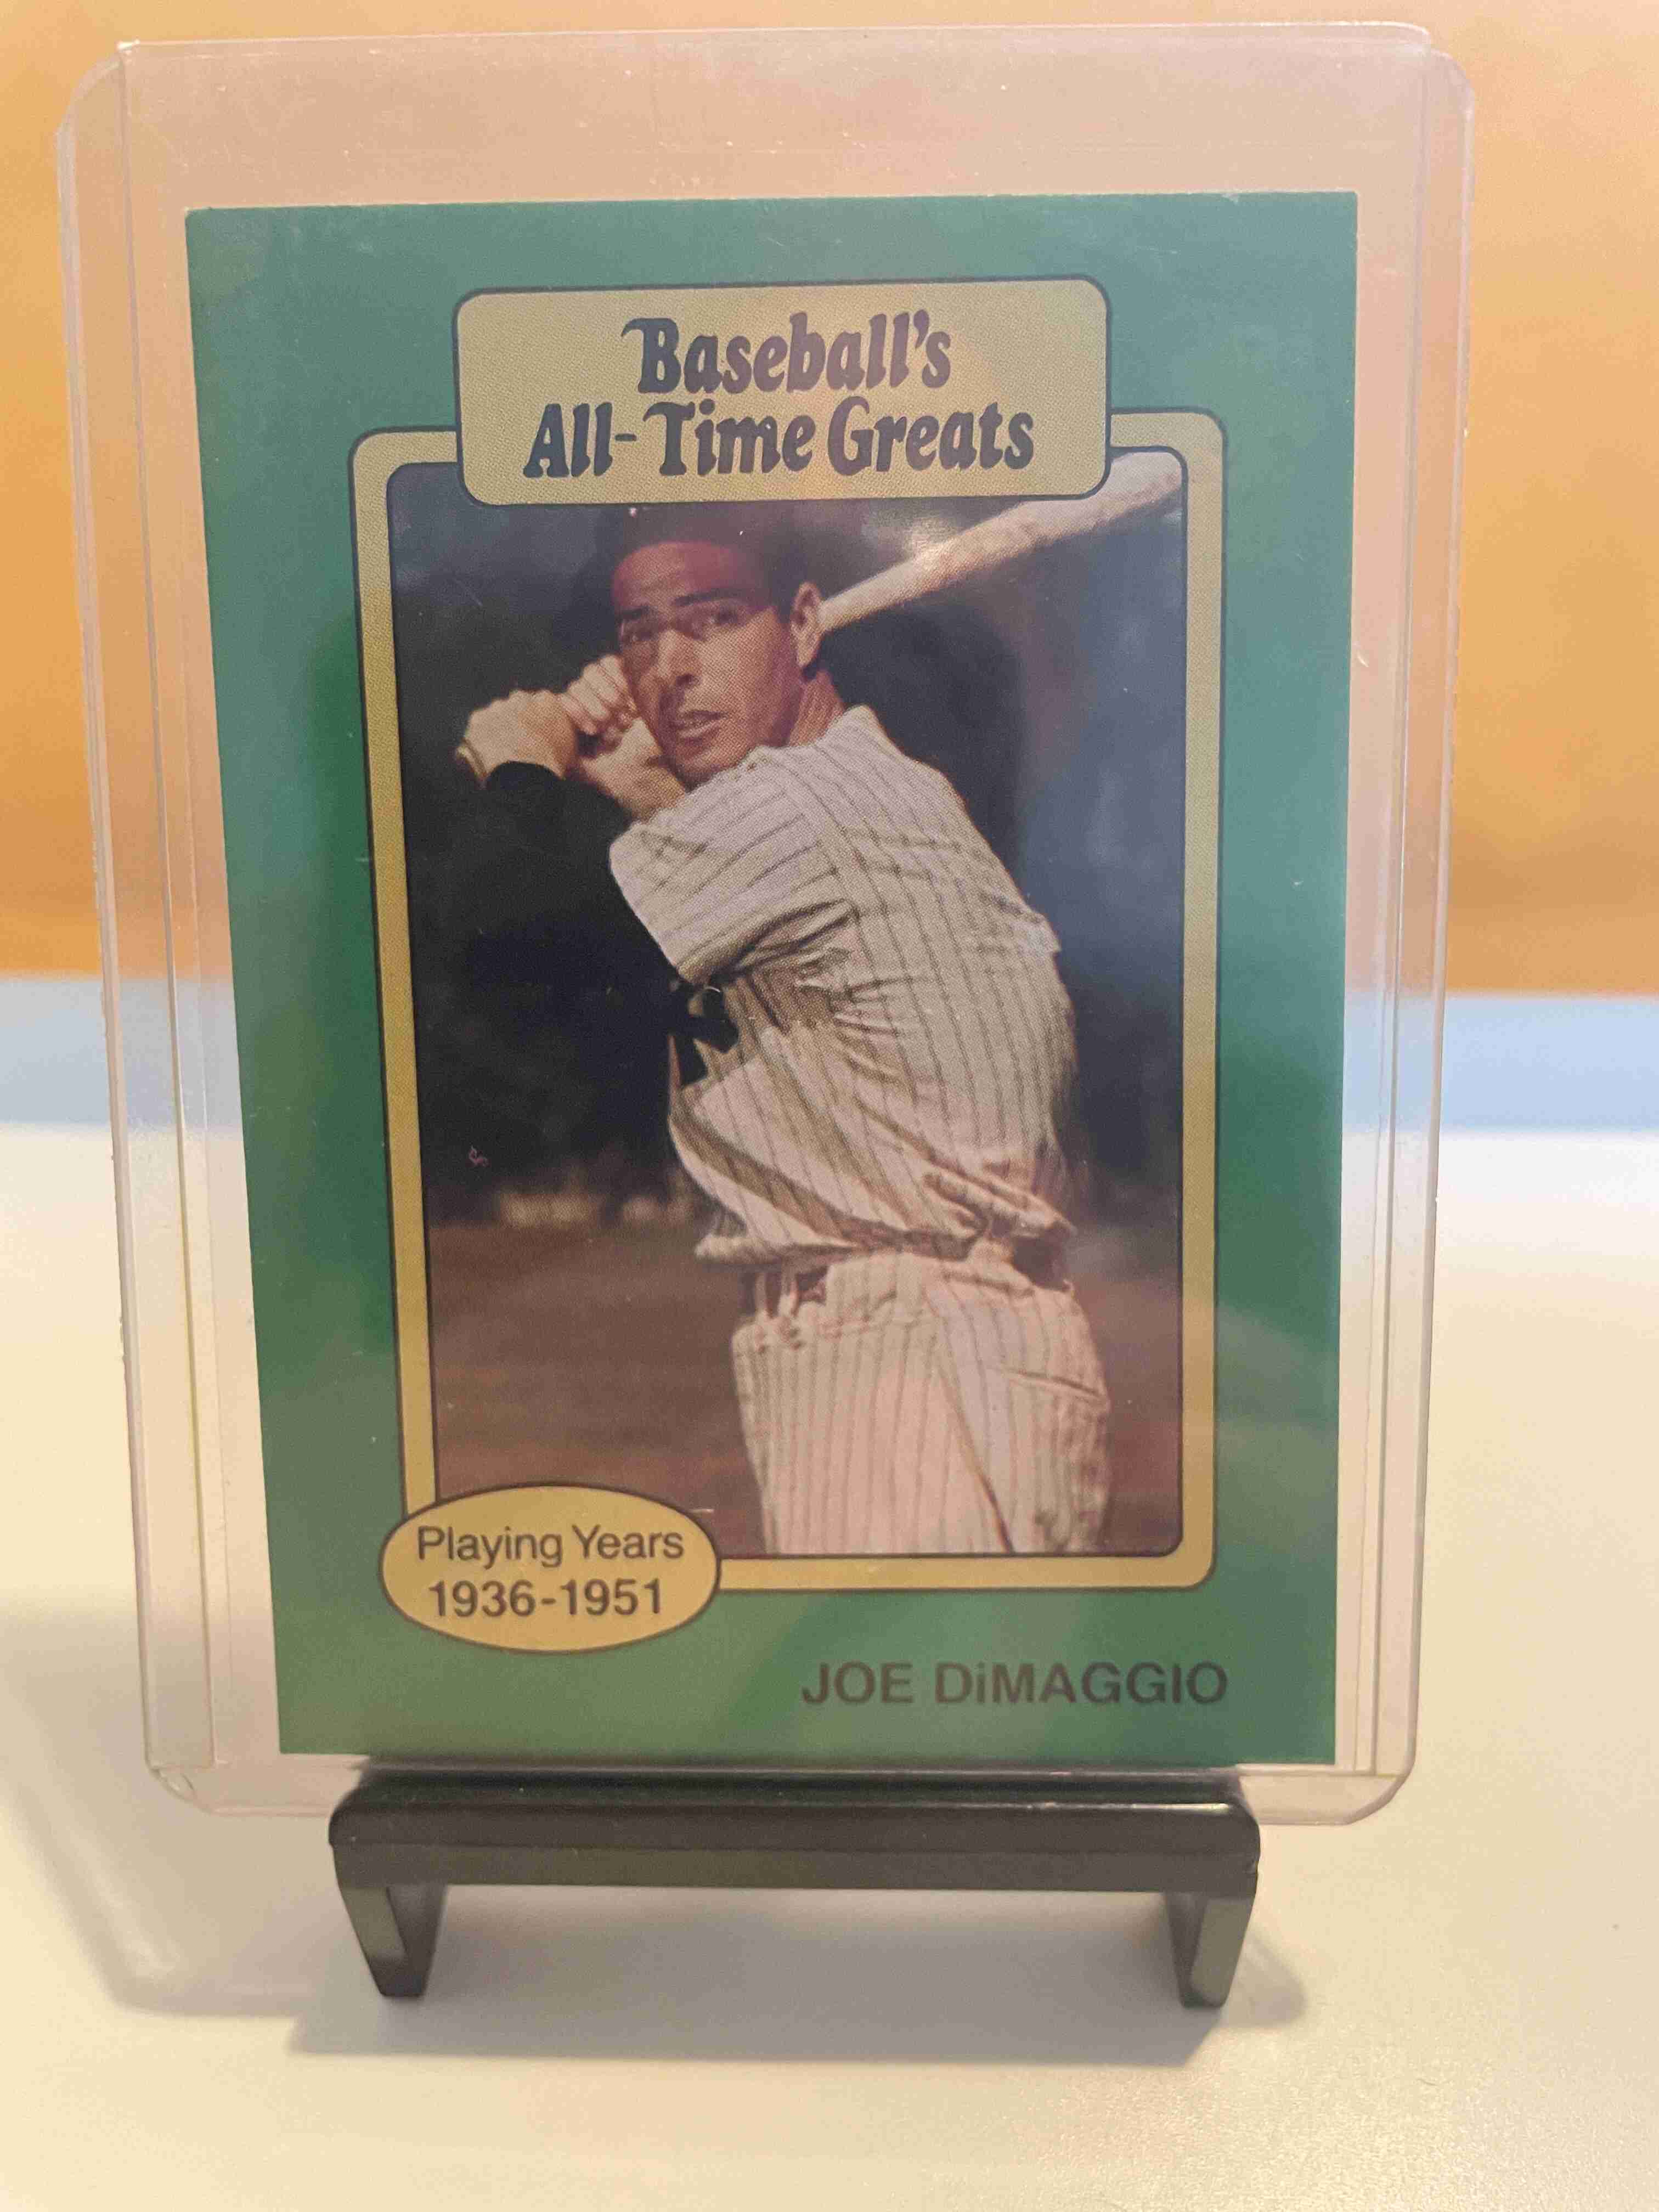 Baseball's
All-Time Greats
Playing Years
1936-1951
JOE DiMAGGIO